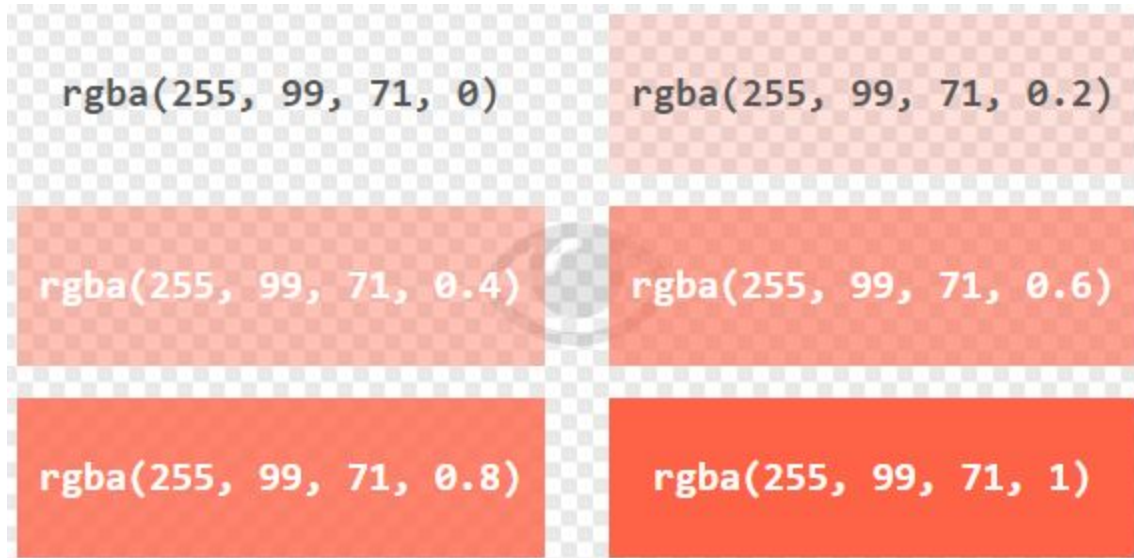 rgba(255, 99, 71, 0)
rgba(255, 99, 71, 0.2)
rgba(255, 99, 71, 0.4)
rgba(255, 99, 71, 0.6)
rgba(255, 99, 71, 0.8)
rgba(255, 99, 71, 1)